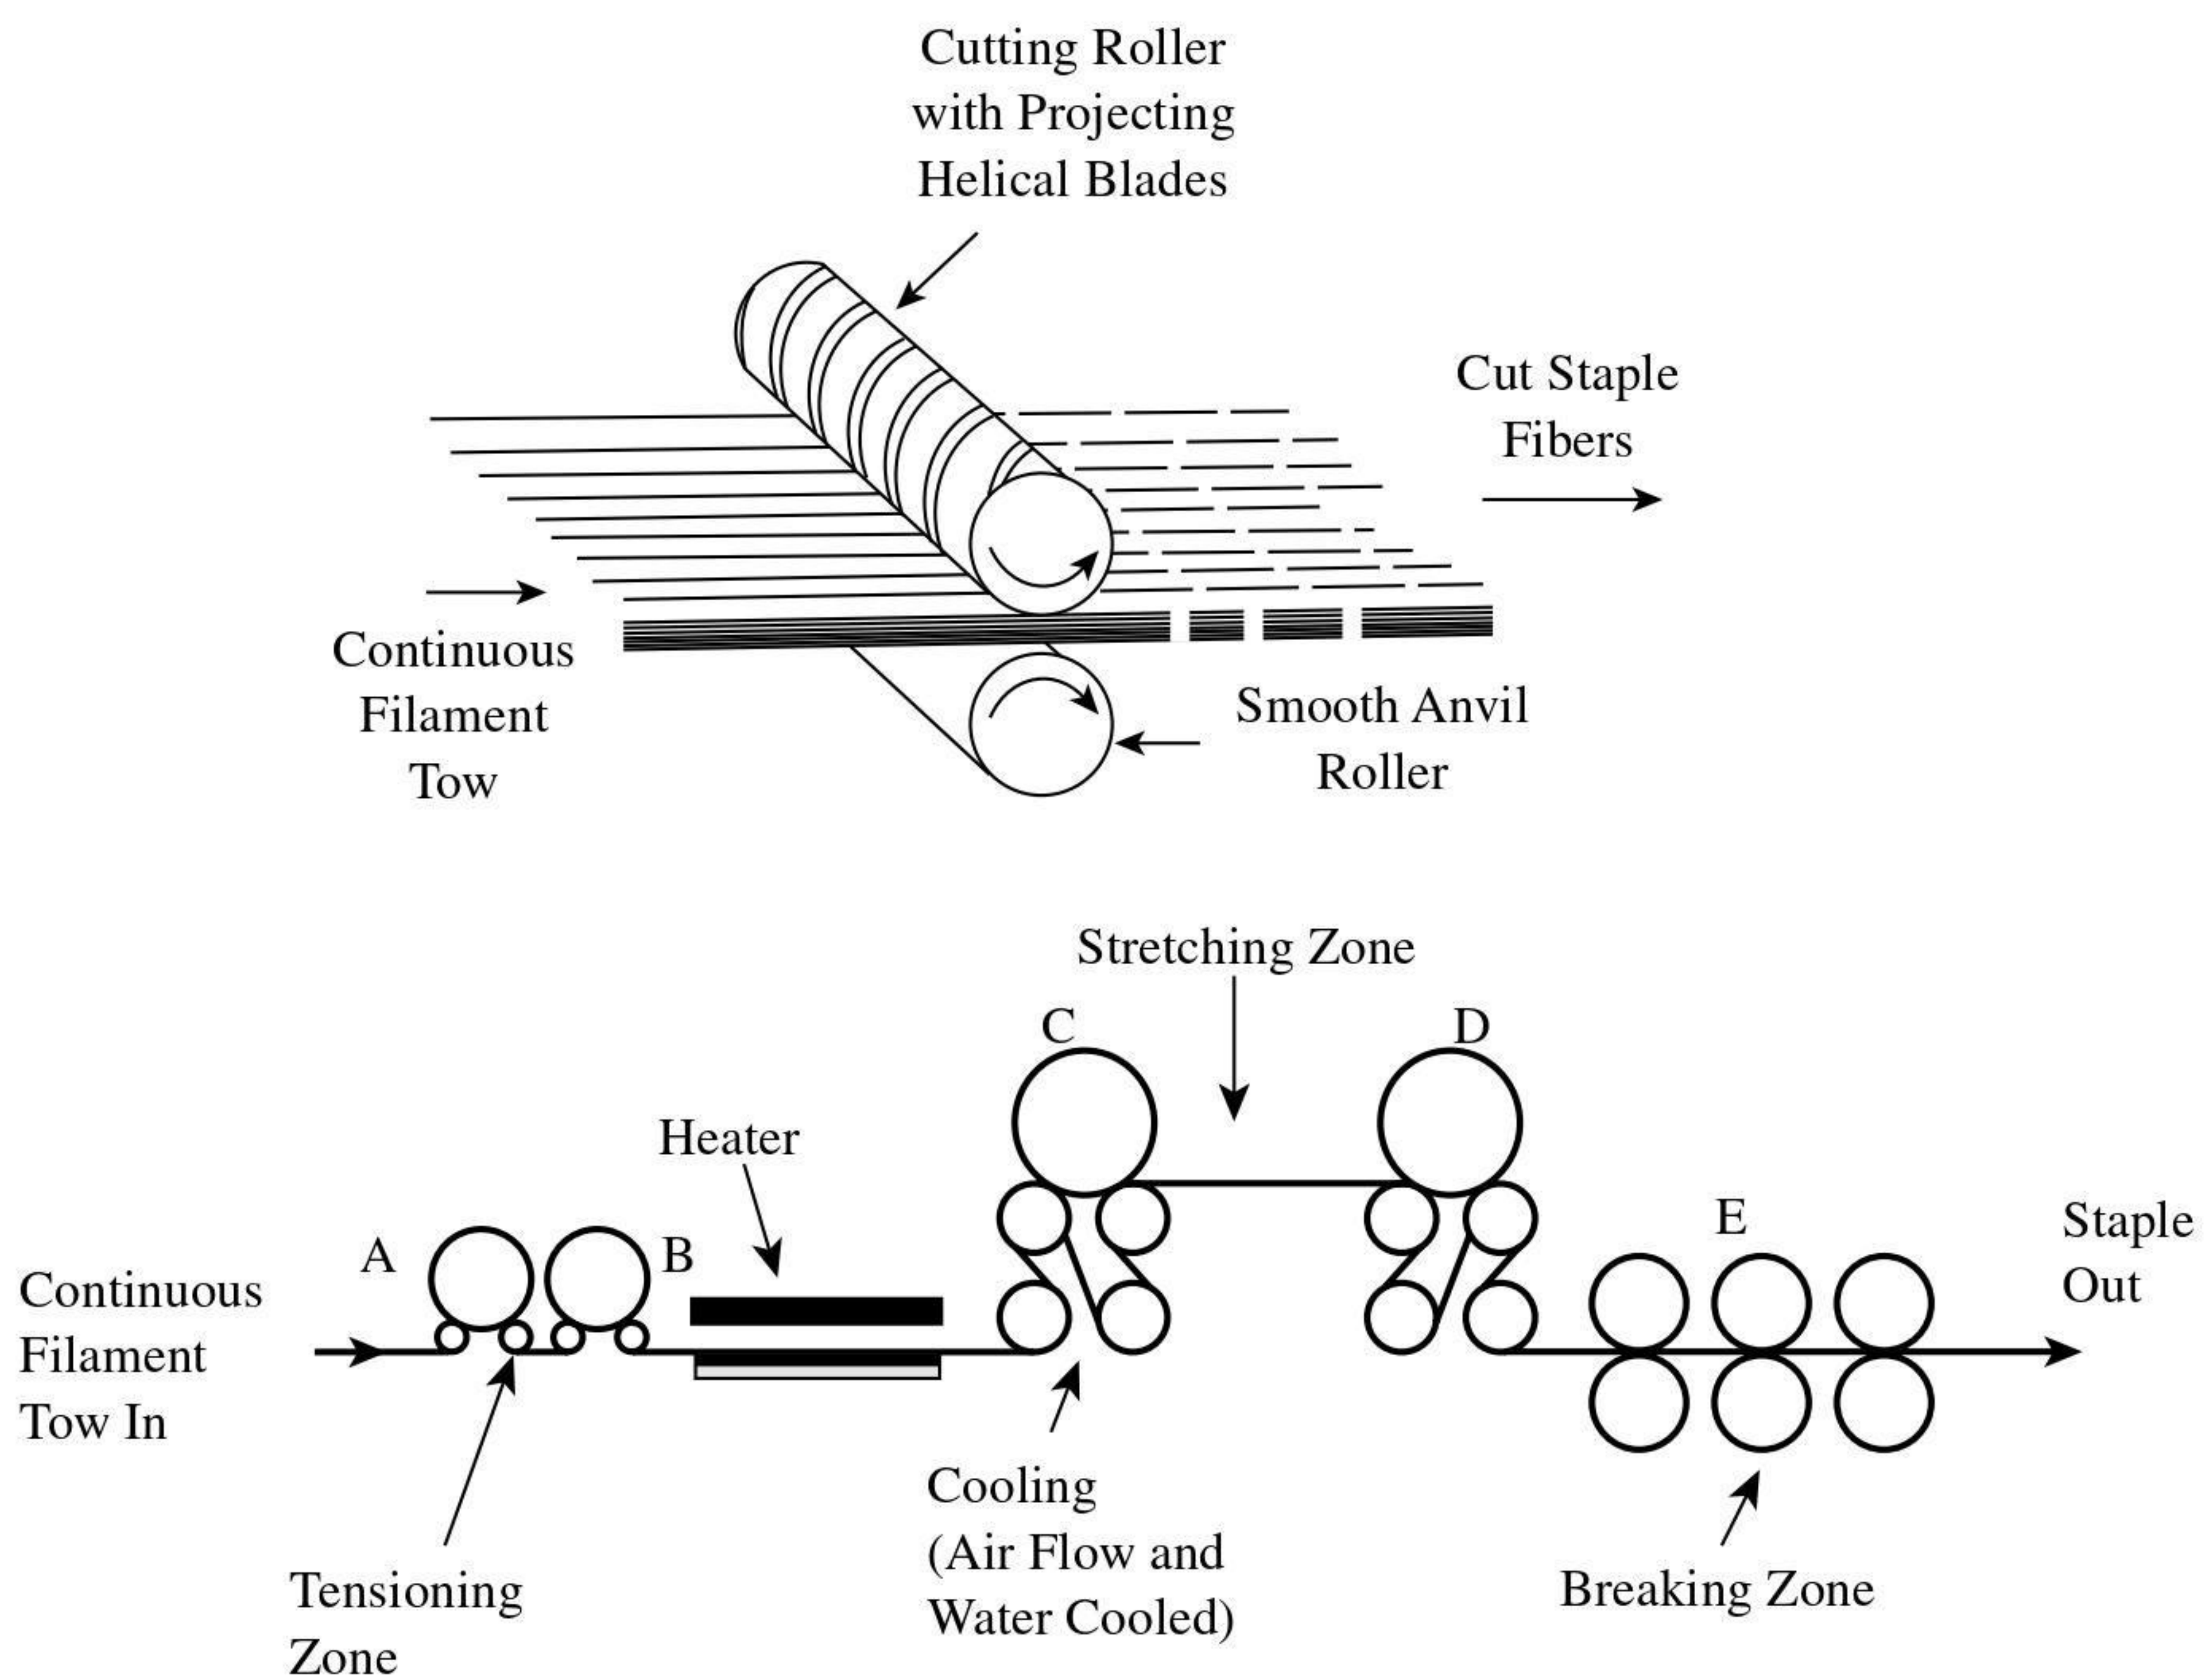 Cutting Roller
with Projecting
Helical Blades
Cut Staple
Fibers
Continuous
Filament
Tow
Smooth Anvil
Roller
Stretching Zone
C
D
Heater
A
B
E
Staple
Out
Continuous
Filament
Tow In
Cooling
(Air Flow and
Water Cooled)
Tensioning
Zone
Breaking Zone